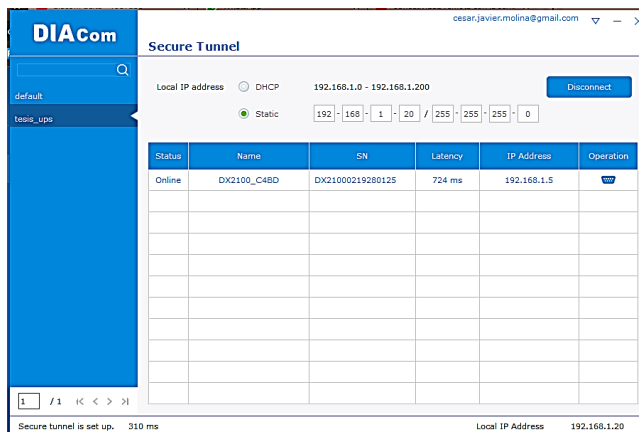 cesar.javier.molina@gmail.com
DIACom
Secure Tunnel
default
tesis_ups
Local IP address
DHCP
192.168.1.0 - 192.168.1.200
Disconnect
Static
192 - 168 - 1 - 20 / 255 - 255 - 255 - 0
Status Name SN Latency IP Address Operation
Online DX2100_C4BD DX21000219280125 724 ms 192.168.1.5
1 / 1
Secure tunnel is set up. 310 ms
Local IP Address 192.168.1.20